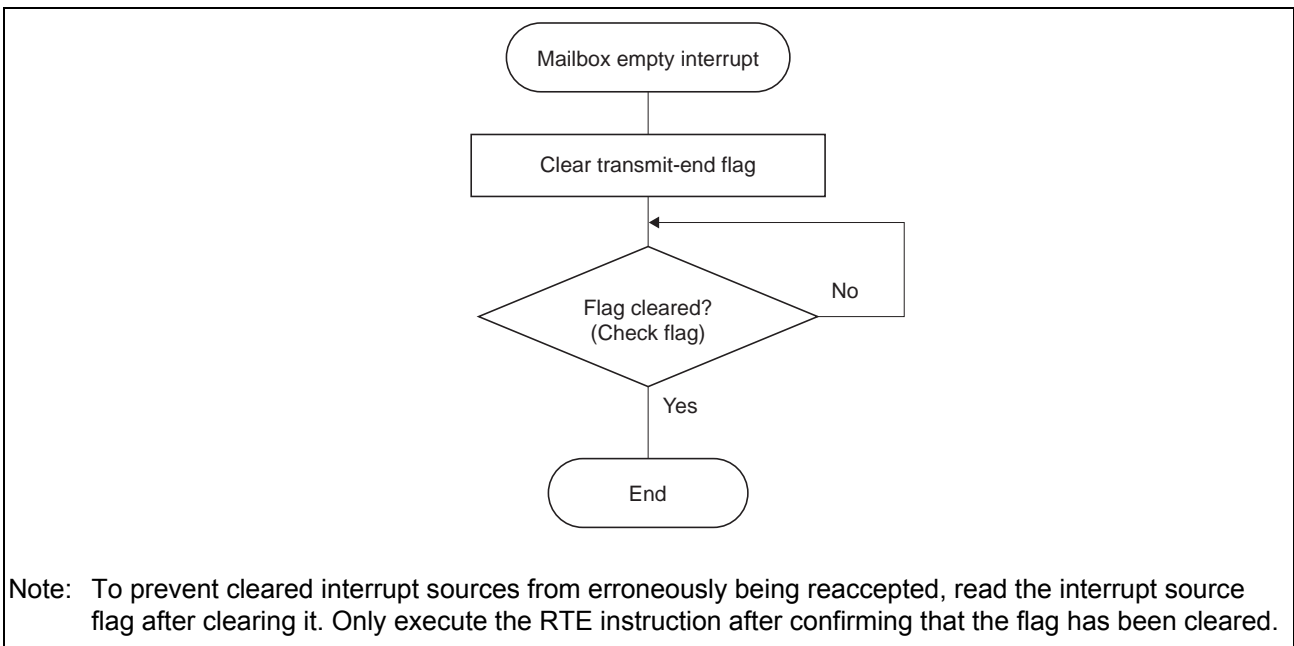 Mailbox empty interrupt
Clear transmit-end flag
No
Flag cleared?
(Check flag)
Yes
End
Note: To prevent cleared interrupt sources from erroneously being reaccepted, read the interrupt source
flag after clearing it. Only execute the RTE instruction after confirming that the flag has been cleared.